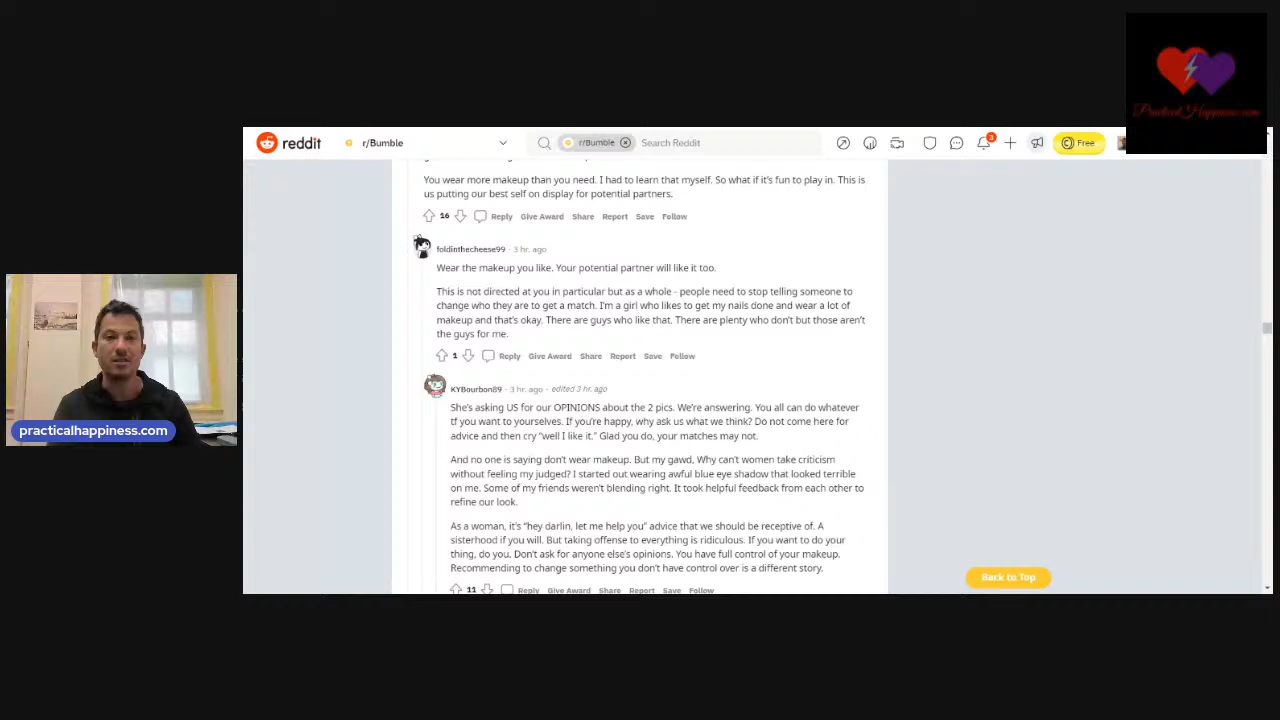 PracticalHappiness.com
reddit
r/Bumble
r/Bumble
Search Reddit
3
Free
You wear more makeup than you need. I had to learn that myself. So what if it's fun to play in. This is
us putting our best self on display for potential partners.
16
Reply Give Award Share Report Save Follow
foldinthecheese99 · 3 hr. ago
Wear the makeup you like. Your potential partner will like it too.
This is not directed at you in particular but as a whole - people need to stop telling someone to
change who they are to get a match. I'm a girl who likes to get my nails done and wear a lot of
makeup and that's okay. There are guys who like that. There are plenty who don't but those aren't
the guys for me.
1
Reply Give Award Share Report Save Follow
KYBourbon89 · 3 hr. ago · edited 3 hr. ago
She's asking US for our OPINIONS about the 2 pics. We're answering. You all can do whatever
tf you want to yourselves. If you're happy, why ask us what we think? Do not come here for
advice and then cry “well I like it.” Glad you do, your matches may not.
And no one is saying don't wear makeup. But my gawd, Why can't women take criticism
without feeling my judged? I started out wearing awful blue eye shadow that looked terrible
on me. Some of my friends weren't blending right. It took helpful feedback from each other to
refine our look.
As a woman, it's “hey darlin, let me help you” advice that we should be receptive of. A
sisterhood if you will. But taking offense to everything is ridiculous. If you want to do your
thing, do you. Don't ask for anyone else's opinions. You have full control of your makeup.
Recommending to change something you don't have control over is a different story.
11
Reply Give Award Share Report Save Follow
Back to Top
practicalhappiness.com